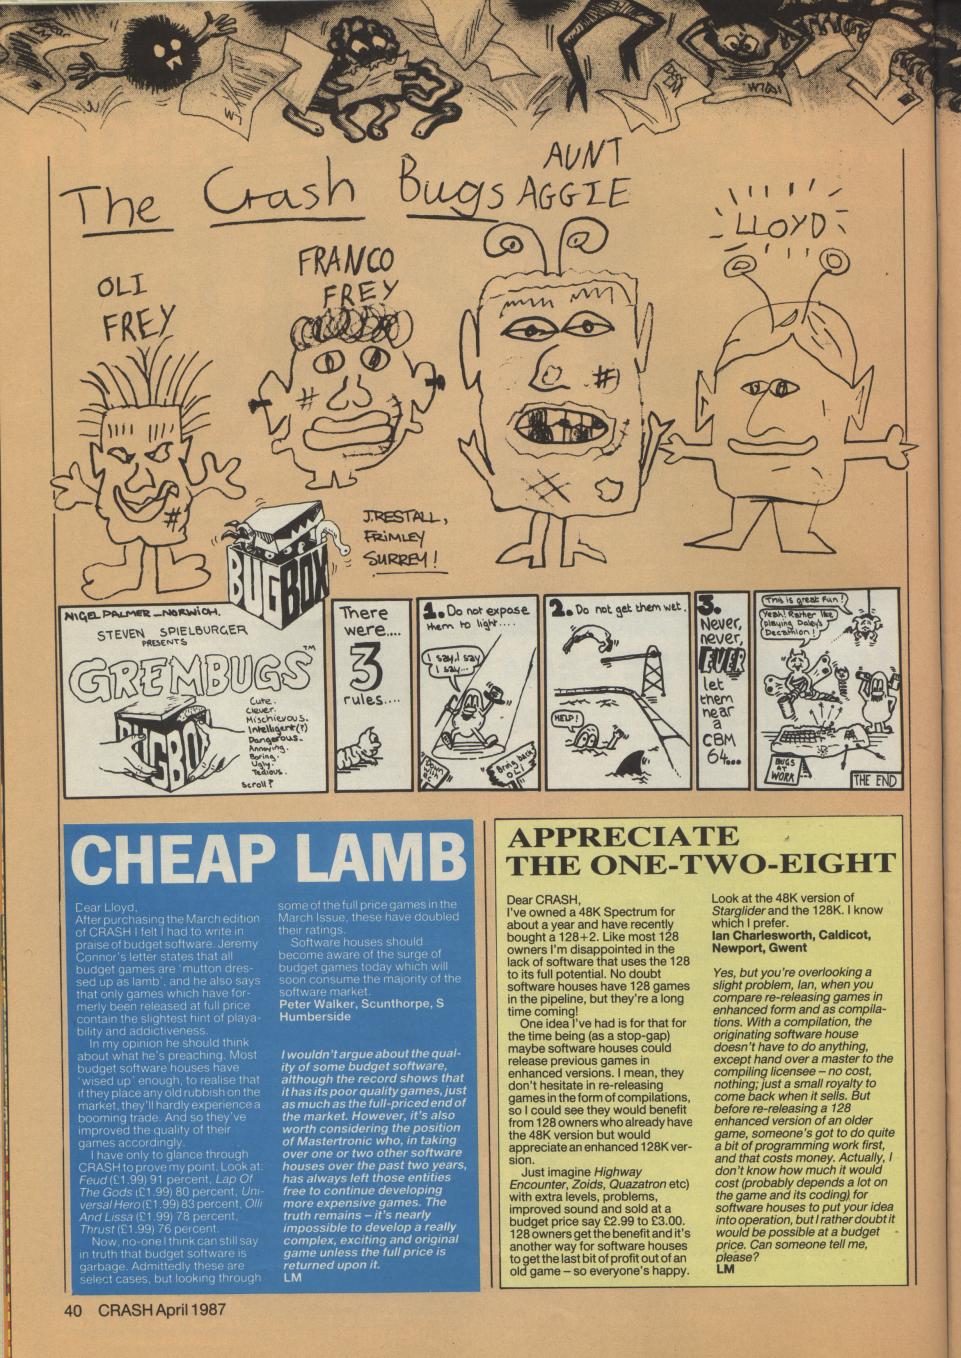 The Crash Bugs
AUNT
AGGIE
LLOYD
FRANCO
FREY
OLI
FREY
J.RESTALL,
FRIMLEY
SURREY!
BUGBOX
NIGEL PALMER - NORWICH.
STEVEN SPIELBURGER
PRESENTS
GREMBUGS™
BUGBOX
Cute.
Clever.
Mischievous.
Intelligent(?)
Dangerous.
Annoying.
Boring.
Ugly.
Tedious.
Scroll?
There
were....
3
rules....
1. Do not expose
them to light....
I say, I say
I say...
Bring back
OLI
2. Do not get them wet.
HELP!
3.
Never,
never,
EVER
let
them
near
a
CBM
64...
This is great fun!
Yeah! Rather like
playing Daley's
Decathlon!
BUGS
AT
WORK
THE END
CHEAP LAMB
Dear Lloyd,
After purchasing the March edition
of CRASH I felt I had to write in
praise of budget software. Jeremy
Connor's letter states that all
budget games are 'mutton dres-
sed up as lamb', and he also says
that only games which have for-
merly been released at full price
contain the slightest hint of playa-
bility and addictiveness.
In my opinion he should think
about what he's preaching. Most
budget software houses have
'wised up' enough, to realise that
if they place any old rubbish on the
market, they'll hardly experience a
booming trade. And so they've
improved the quality of their
games accordingly.
I have only to glance through
CRASH to prove my point. Look at:
Feud (£1.99) 91 percent, Lap Of
The Gods (£1.99) 80 percent, Uni-
versal Hero (£1.99) 83 percent, Olli
And Lissa (£1.99) 78 percent,
Thrust (£1.99) 76 percent.
Now, no-one I think can still say
in truth that budget software is
garbage. Admittedly these are
select cases, but looking through
some of the full price games in the
March Issue, these have doubled
their ratings.
Software houses should
become aware of the surge of
budget games today which will
soon consume the majority of the
software market.
Peter Walker, Scunthorpe, S
Humberside
I wouldn't argue about the qual-
ity of some budget software,
although the record shows that
it has its poor quality games, just
as much as the full-priced end of
the market. However, it's also
worth considering the position
of Mastertronic who, in taking
over one or two other software
houses over the past two years,
has always left those entities
free to continue developing
more expensive games. The
truth remains – it's nearly
impossible to develop a really
complex, exciting and original
game unless the full price is
returned upon it.
LM
APPRECIATE
THE ONE-TWO-EIGHT
Dear CRASH,
I've owned a 48K Spectrum for
about a year and have recently
bought a 128+2. Like most 128
owners I'm disappointed in the
lack of software that uses the 128
to its full potential. No doubt
software houses have 128 games
in the pipeline, but they're a long
time coming!
One idea I've had is for that for
the time being (as a stop-gap)
maybe software houses could
release previous games in
enhanced versions. I mean, they
don't hesitate in re-releasing
games in the form of compilations,
so I could see they would benefit
from 128 owners who already have
the 48K version but would
appreciate an enhanced 128K ver-
sion.
Just imagine Highway
Encounter, Zoids, Quazatron etc)
with extra levels, problems,
improved sound and sold at a
budget price say £2.99 to £3.00.
128 owners get the benefit and it's
another way for software houses
to get the last bit of profit out of an
old game – so everyone's happy.
Look at the 48K version of
Starglider and the 128K. I know
which I prefer.
Ian Charlesworth, Caldicot,
Newport, Gwent
Yes, but you're overlooking a
slight problem, Ian, when you
compare re-releasing games in
enhanced form and as compila-
tions. With a compilation, the
originating software house
doesn't have to do anything,
except hand over a master to the
compiling licensee – no cost,
nothing; just a small royalty to
come back when it sells. But
before re-releasing a 128
enhanced version of an older
game, someone's got to do quite
a bit of programming work first,
and that costs money. Actually, I
don't know how much it would
cost (probably depends a lot on
the game and its coding) for
software houses to put your idea
into operation, but I rather doubt it
would be possible at a budget
price. Can someone tell me,
please?
LM
40 CRASH April 1987